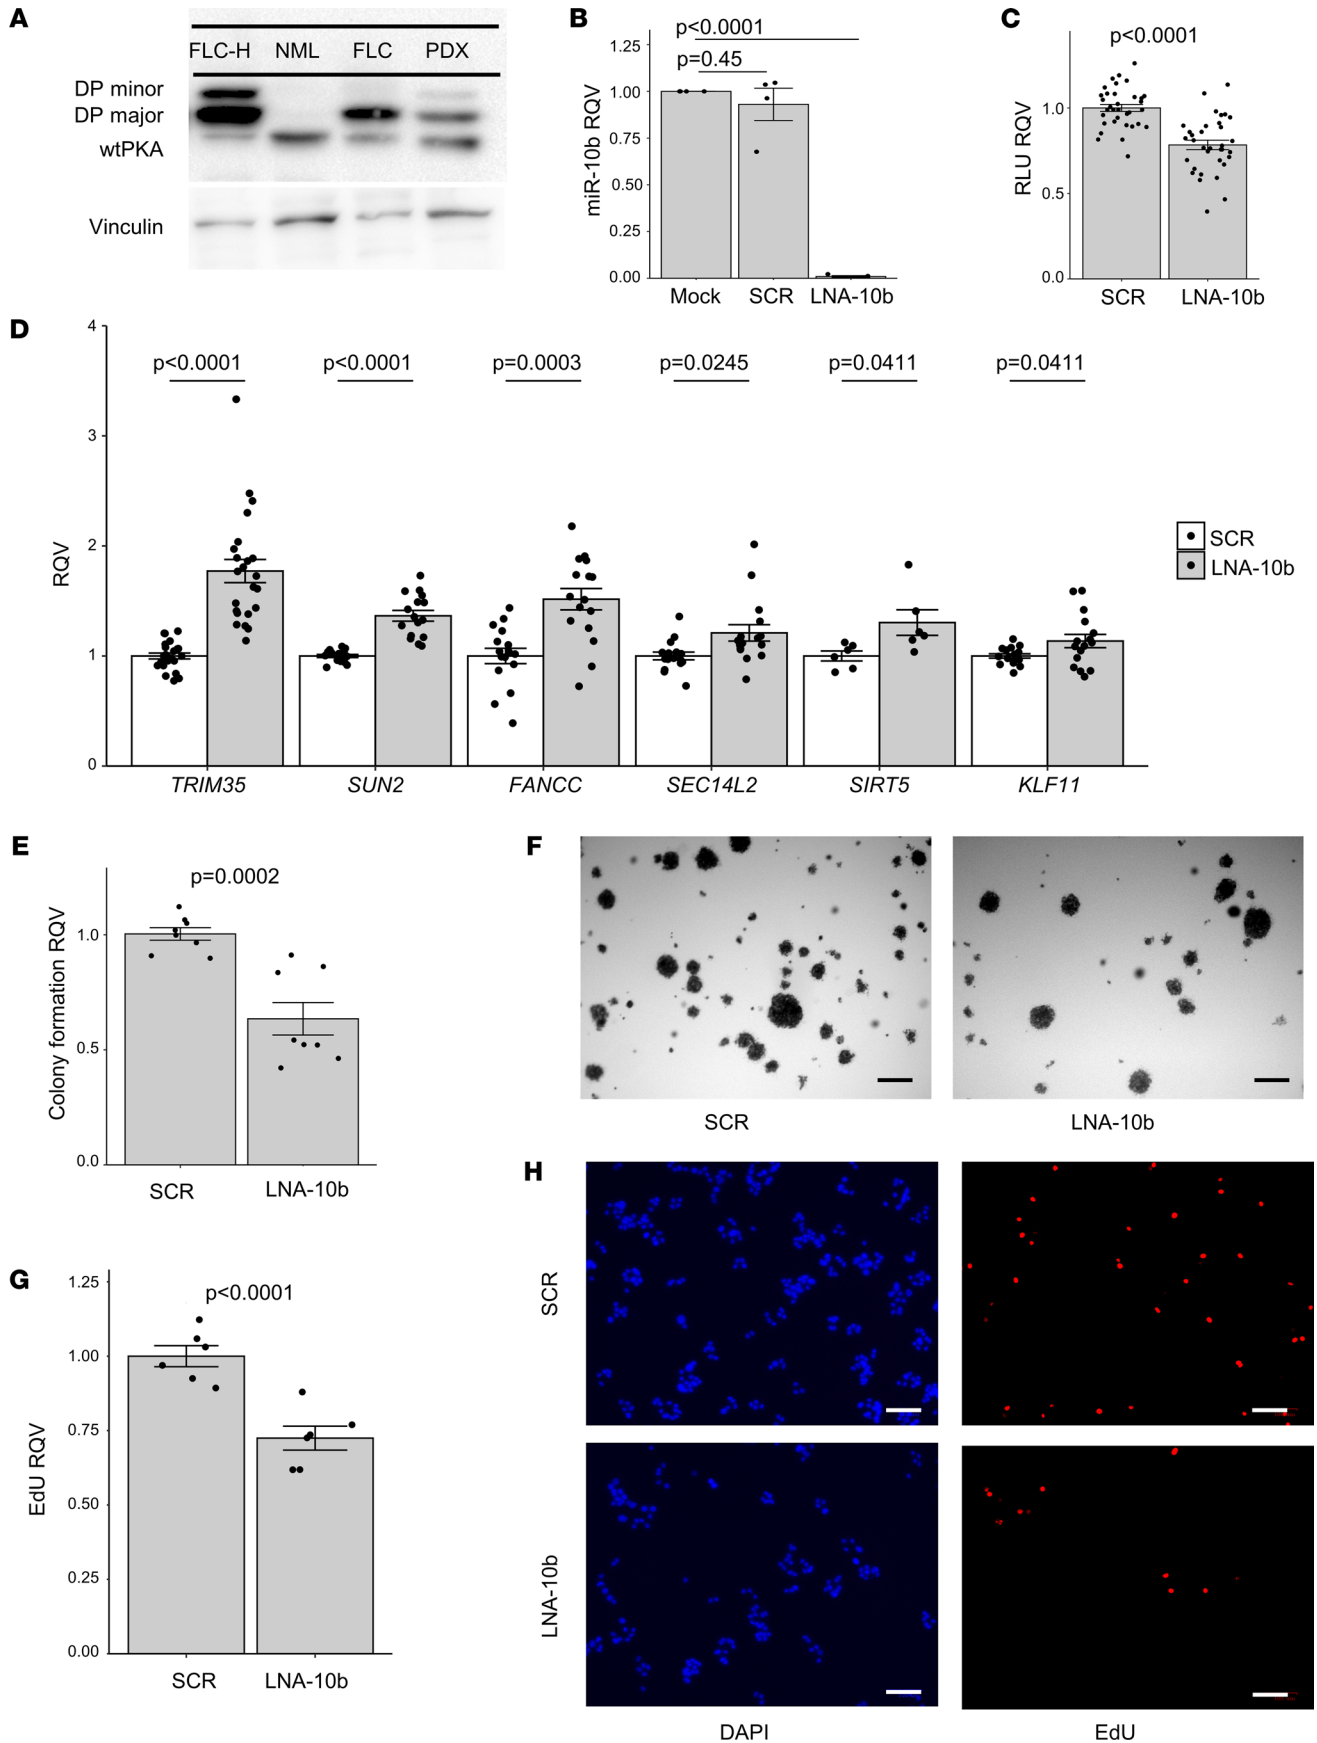 A
FLC-H NML FLC PDX
DP minor
DP major
wtPKA
Vinculin
B
p<0.0001
p=0.45
miR-10b RQV
1.25
1.00
0.75
0.50
0.25
0.00
Mock SCR LNA-10b
C
p<0.0001
RLU RQV
1.0
0.5
0.0
SCR LNA-10b
D
RQV
4
3
2
1
0
p<0.0001 p<0.0001 p=0.0003 p=0.0245 p=0.0411 p=0.0411
TRIM35 SUN2 FANCC SEC14L2 SIRT5 KLF11
SCR
LNA-10b
E
p=0.0002
Colony formation RQV
1.0
0.5
0.0
SCR LNA-10b
F
SCR LNA-10b
G
p<0.0001
EdU RQV
1.25
1.00
0.75
0.50
0.25
0.00
SCR LNA-10b
H
SCR
LNA-10b
DAPI EdU